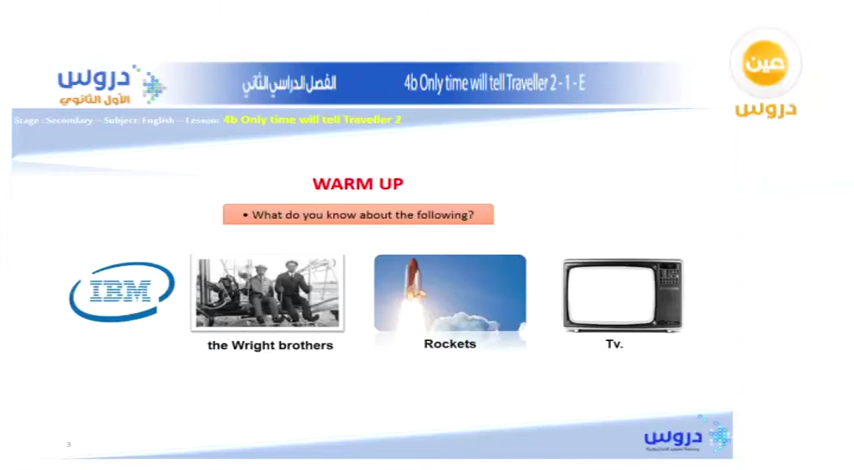 دروس
الأول الثانوي
الفصل الدراسي الثاني
4b Only time will tell Traveller 2 - 1 - E
عين
دروس
Stage : Secondary – Subject: English – Lesson: 4b Only time will tell Traveller 2
WARM UP
• What do you know about the following?
IBM
the Wright brothers
Rockets
Tv.
3
دروس